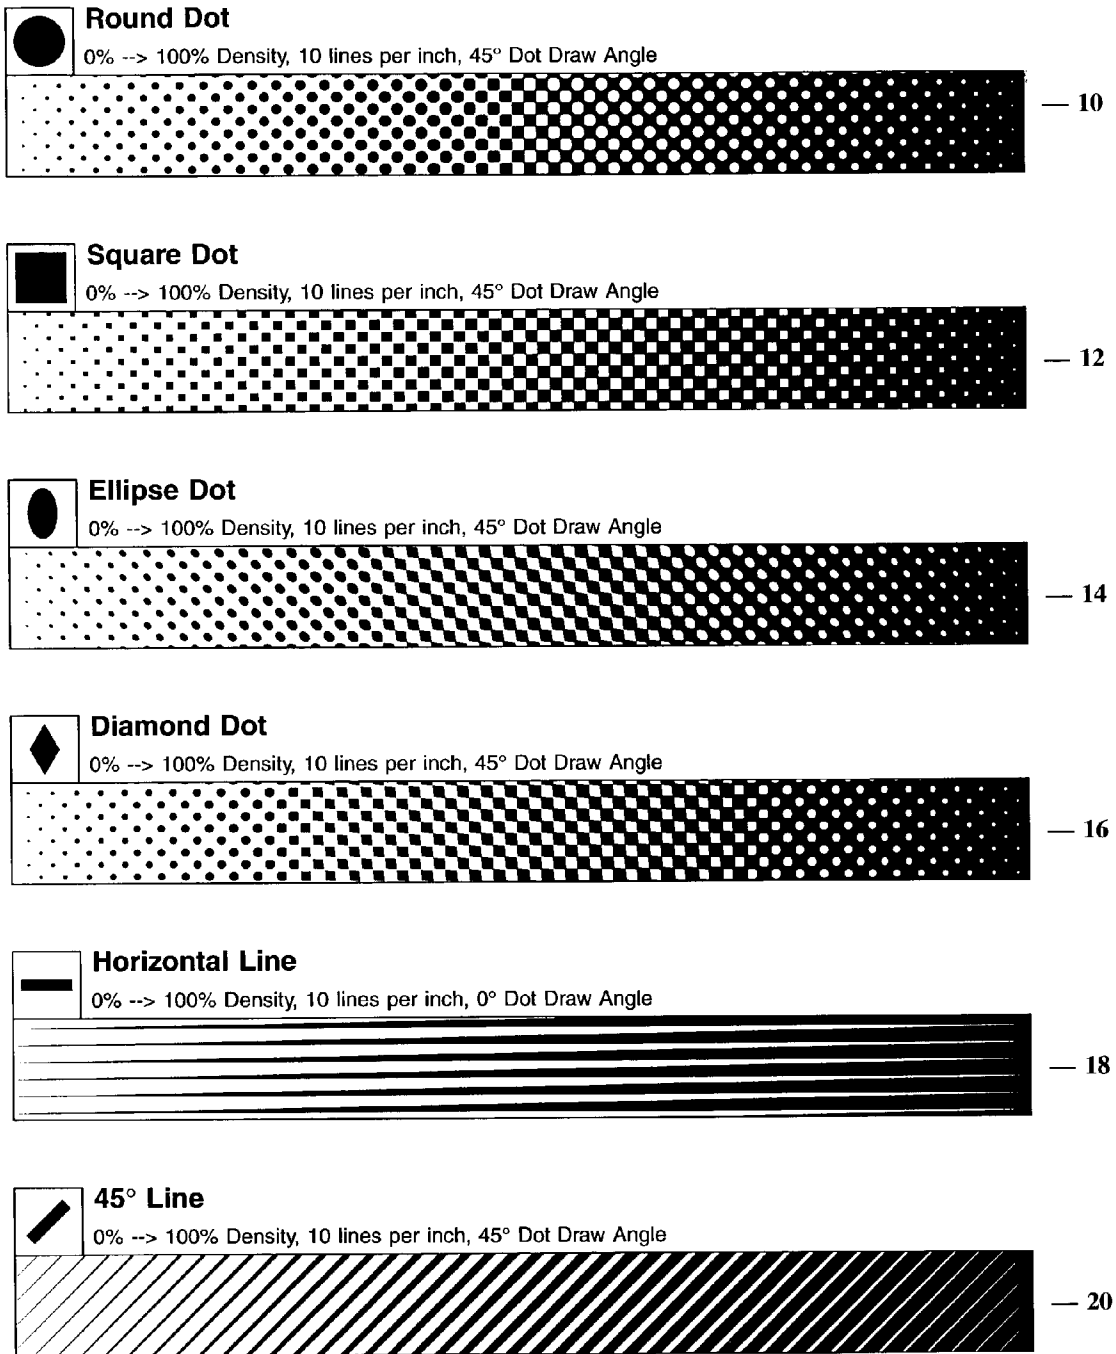 Round Dot
0% --> 100% Density, 10 lines per inch, 45° Dot Draw Angle
— 10
Square Dot
0% --> 100% Density, 10 lines per inch, 45° Dot Draw Angle
— 12
Ellipse Dot
0% --> 100% Density, 10 lines per inch, 45° Dot Draw Angle
— 14
Diamond Dot
0% --> 100% Density, 10 lines per inch, 45° Dot Draw Angle
— 16
Horizontal Line
0% --> 100% Density, 10 lines per inch, 0° Dot Draw Angle
— 18
45° Line
0% --> 100% Density, 10 lines per inch, 45° Dot Draw Angle
— 20